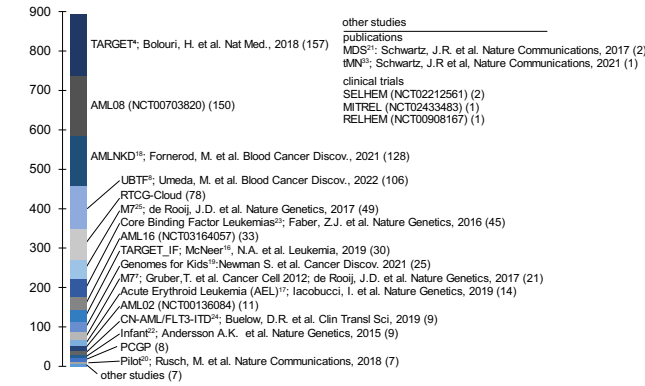 900
800
700
600
500
400
300
200
100
0
TARGET⁴; Bolouri, H. et al. Nat Med., 2018 (157)
AML08 (NCT00703820) (150)
AMLNKD¹⁸; Fornerod, M. et al. Blood Cancer Discov., 2021 (128)
UBTF⁸; Umeda, M. et al. Blood Cancer Discov., 2022 (106)
RTCG-Cloud (78)
M7²⁵; de Rooij, J.D. et al. Nature Genetics, 2017 (49)
Core Binding Factor Leukemias²³; Faber, Z.J. et al. Nature Genetics, 2016 (45)
AML16 (NCT03164057) (33)
TARGET_IF; McNeer¹⁶, N.A. et al Leukemia, 2019 (30)
Genomes for Kids¹⁹:Newman S. et al. Cancer Discov. 2021 (25)
M7⁷; Gruber,T. et al. Cancer Cell 2012; de Rooij, J.D. et al. Nature Genetics, 2017 (21)
Acute Erythroid Leukemia (AEL)¹⁷; Iacobucci, I. et al. Nature Genetics, 2019 (14)
AML02 (NCT00136084) (11)
CN-AML/FLT3-ITD²⁴; Buelow, D.R. et al. Clin Transl Sci, 2019 (9)
Infant²²; Andersson A.K. et al Nature Genetics, 2015 (9)
PCGP (8)
Pilot²⁰; Rusch, M. et al. Nature Communications, 2018 (7)
other studies (7)
other studies
publications
MDS²¹: Schwartz, J.R. et al. Nature Communications, 2017 (2)
tMN³³; Schwartz, J.R et al, Nature Communications, 2021 (1)
clinical trials
SELHEM (NCT02212561) (2)
MITREL (NCT02433483) (1)
RELHEM (NCT00908167) (1)